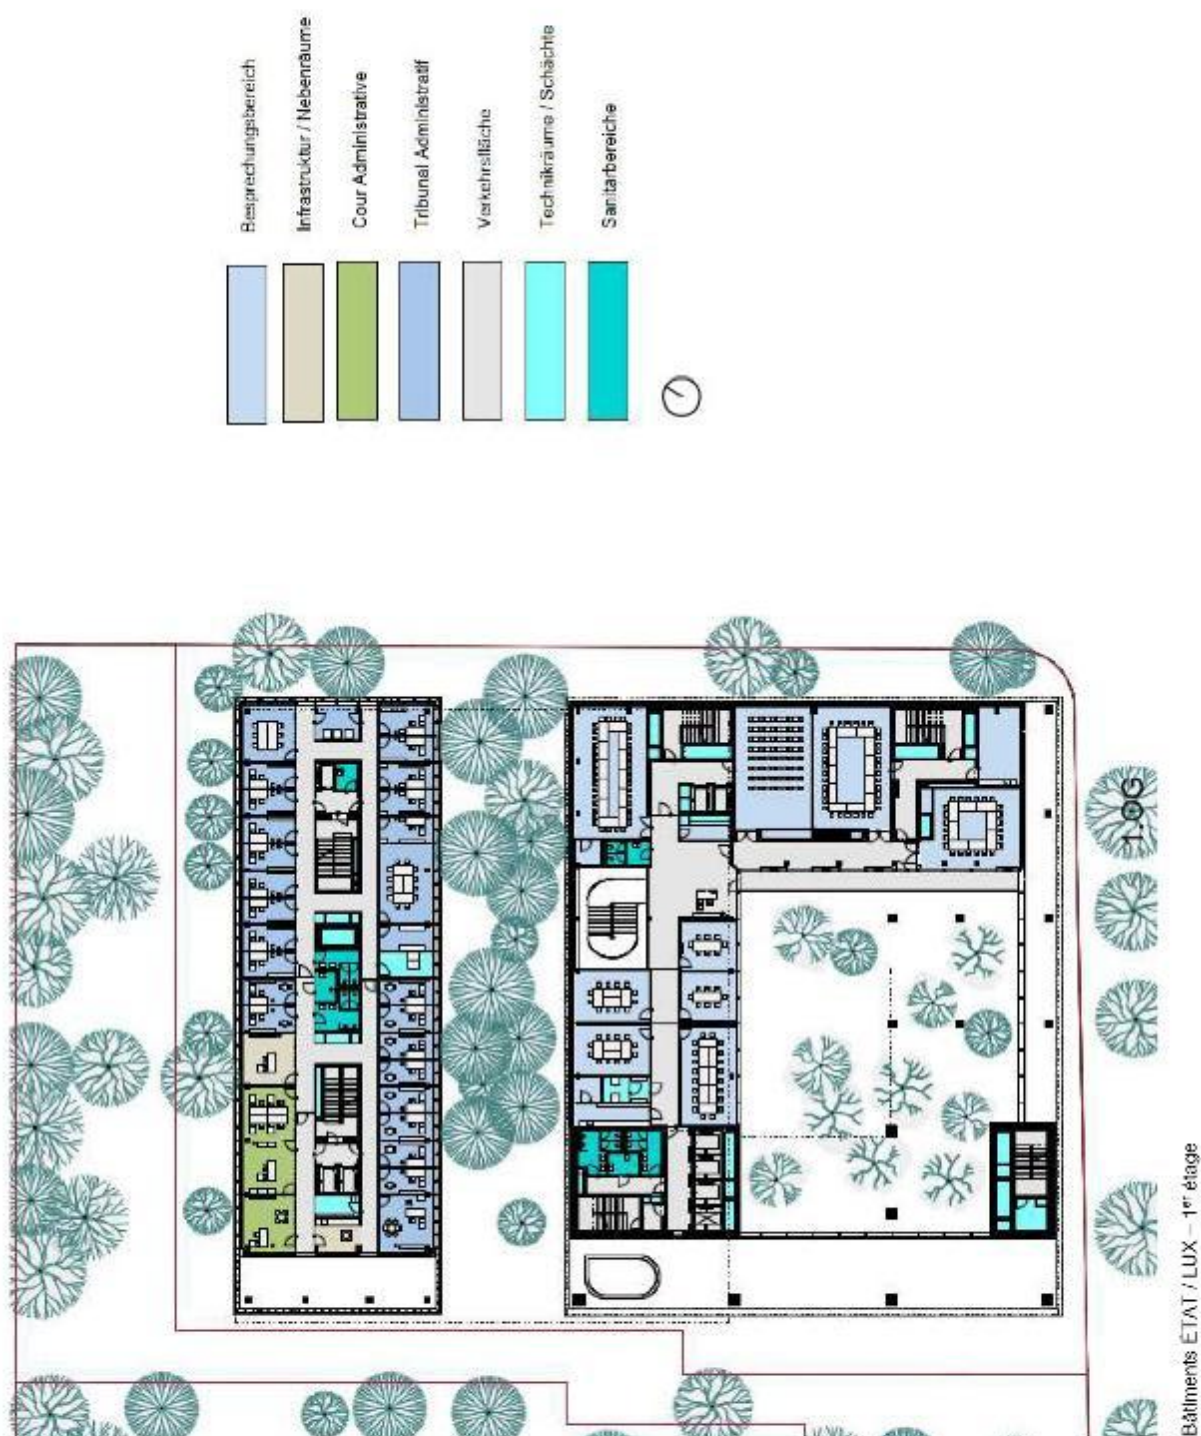 Besprechungsbereich
Infrastruktur / Nebenräume
Cour Administrative
Tribunal Administratif
Verkehrsfläche
Technikräume / Schächte
Sanitarbereiche
1.OG
Bâtiments ÉTAT / LUX – 1er étage